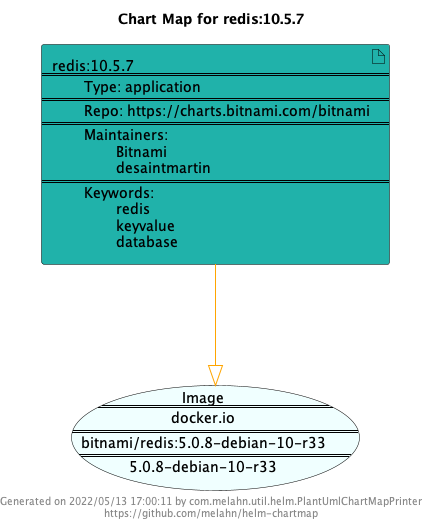 Chart Map for redis:10.5.7
redis:10.5.7
Type: application
Repo: https://charts.bitnami.com/bitnami
Maintainers:
Bitnami
desaintmartin
Keywords:
redis
keyvalue
database
Image
docker.io
bitnami/redis:5.0.8-debian-10-r33
5.0.8-debian-10-r33
Generated on 2022/05/13 17:00:11 by com.melahn.util.helm.PlantUmlChartMapPrinter
https://github.com/melahn/helm-chartmap